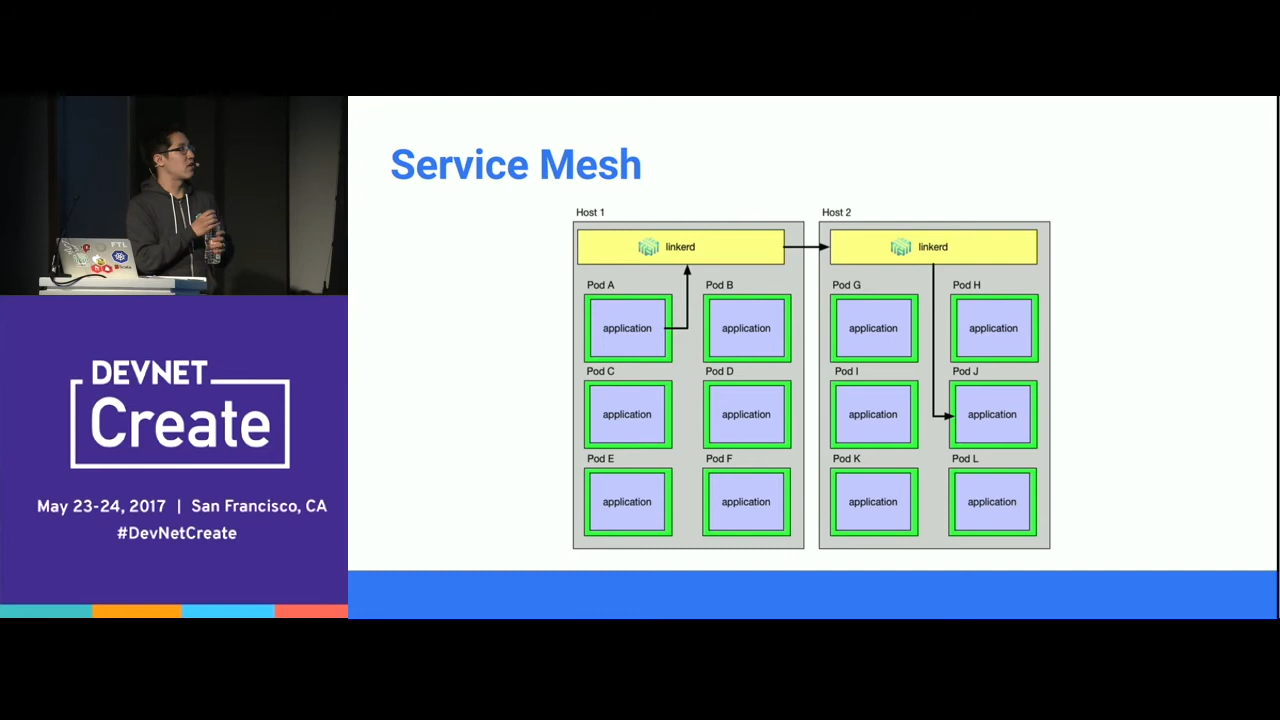 FTL
DEVNET
Create
May 23-24, 2017 | San Francisco, CA
#DevNetCreate
Service Mesh
Host 1
Host 2
linkerd
linkerd
Pod A
Pod B
Pod G
Pod H
application
application
application
application
Pod C
Pod D
Pod I
Pod J
application
application
application
application
Pod E
Pod F
Pod K
Pod L
application
application
application
application